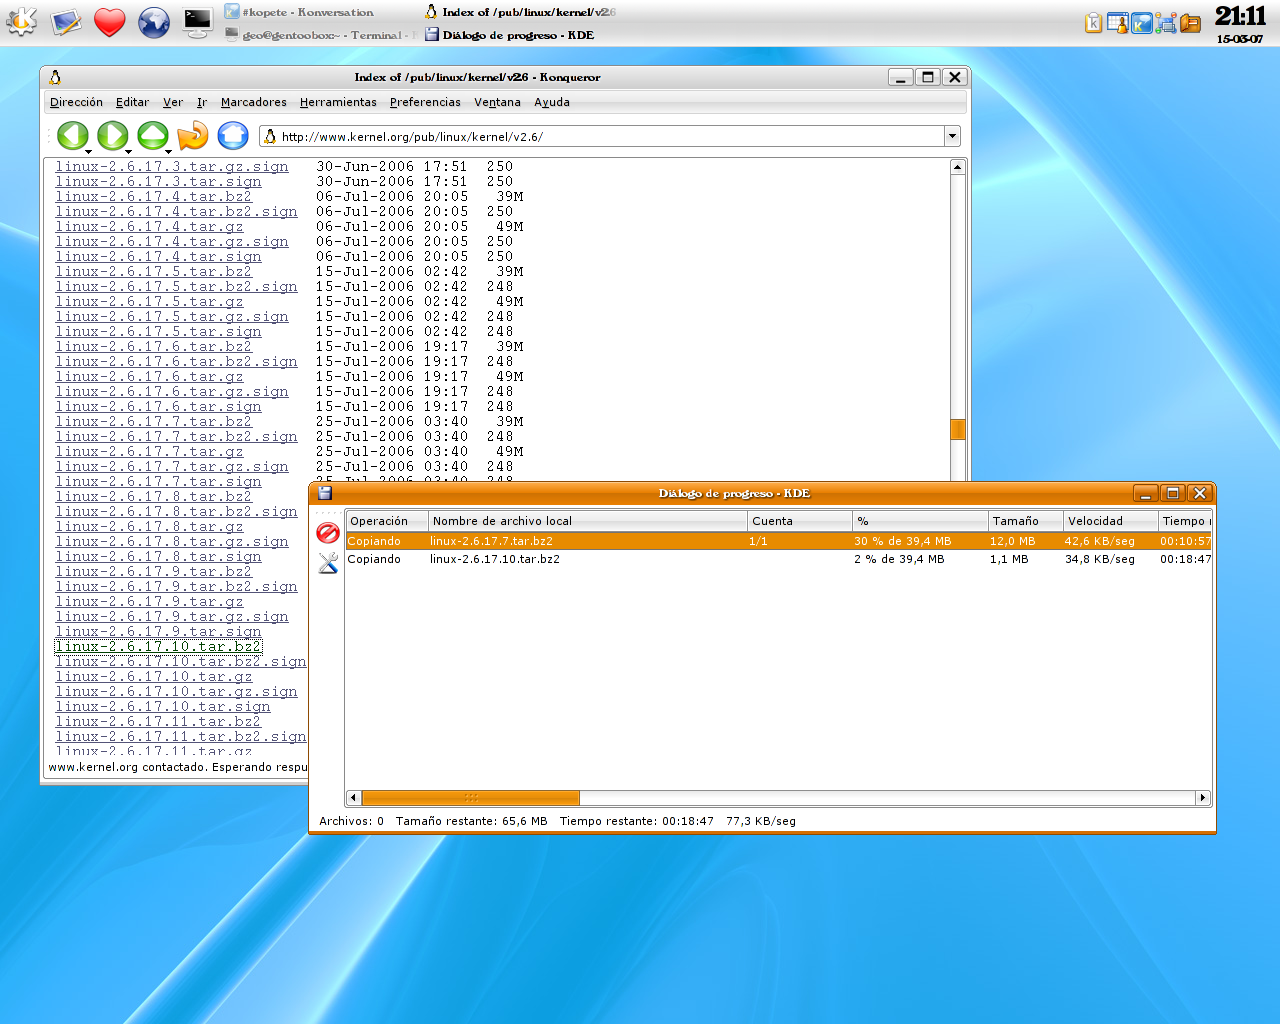 #kopete - Konversation
Index of /pub/linux/kernel/v2.6
geo@gentoobox:~ - Terminal -
Diálogo de progreso - KDE
21:11
15-03-07
Index of /pub/linux/kernel/v2.6 - Konqueror
Dirección Editar Ver Ir Marcadores Herramientas Preferencias Ventana Ayuda
http://www.kernel.org/pub/linux/kernel/v2.6/
linux-2.6.17.3.tar.gz.sign 30-Jun-2006 17:51 250
linux-2.6.17.3.tar.sign 30-Jun-2006 17:51 250
linux-2.6.17.4.tar.bz2 06-Jul-2006 20:05 39M
linux-2.6.17.4.tar.bz2.sign 06-Jul-2006 20:05 250
linux-2.6.17.4.tar.gz 06-Jul-2006 20:05 49M
linux-2.6.17.4.tar.gz.sign 06-Jul-2006 20:05 250
linux-2.6.17.4.tar.sign 06-Jul-2006 20:05 250
linux-2.6.17.5.tar.bz2 15-Jul-2006 02:42 39M
linux-2.6.17.5.tar.bz2.sign 15-Jul-2006 02:42 248
linux-2.6.17.5.tar.gz 15-Jul-2006 02:42 49M
linux-2.6.17.5.tar.gz.sign 15-Jul-2006 02:42 248
linux-2.6.17.5.tar.sign 15-Jul-2006 02:42 248
linux-2.6.17.6.tar.bz2 15-Jul-2006 19:17 39M
linux-2.6.17.6.tar.bz2.sign 15-Jul-2006 19:17 248
linux-2.6.17.6.tar.gz 15-Jul-2006 19:17 49M
linux-2.6.17.6.tar.gz.sign 15-Jul-2006 19:17 248
linux-2.6.17.6.tar.sign 15-Jul-2006 19:17 248
linux-2.6.17.7.tar.bz2 25-Jul-2006 03:40 39M
linux-2.6.17.7.tar.bz2.sign 25-Jul-2006 03:40 248
linux-2.6.17.7.tar.gz 25-Jul-2006 03:40 49M
linux-2.6.17.7.tar.gz.sign 25-Jul-2006 03:40 248
linux-2.6.17.7.tar.sign 25-Jul-2006 03:40 248
linux-2.6.17.8.tar.bz2
linux-2.6.17.8.tar.bz2.sign
linux-2.6.17.8.tar.gz
linux-2.6.17.8.tar.gz.sign
linux-2.6.17.8.tar.sign
linux-2.6.17.9.tar.bz2
linux-2.6.17.9.tar.bz2.sign
linux-2.6.17.9.tar.gz
linux-2.6.17.9.tar.gz.sign
linux-2.6.17.9.tar.sign
linux-2.6.17.10.tar.bz2
linux-2.6.17.10.tar.bz2.sign
linux-2.6.17.10.tar.gz
linux-2.6.17.10.tar.gz.sign
linux-2.6.17.10.tar.sign
linux-2.6.17.11.tar.bz2
linux-2.6.17.11.tar.bz2.sign
linux-2.6.17.11.tar.gz
www.kernel.org contactado. Esperando respu
Diálogo de progreso - KDE
Operación Nombre de archivo local Cuenta % Tamaño Velocidad Tiempo
Copiando linux-2.6.17.7.tar.bz2 1/1 30 % de 39,4 MB 12,0 MB 42,6 KB/seg 00:10:57
Copiando linux-2.6.17.10.tar.bz2 2 % de 39,4 MB 1,1 MB 34,8 KB/seg 00:18:47
Archivos: 0 Tamaño restante: 65,6 MB Tiempo restante: 00:18:47 77,3 KB/seg